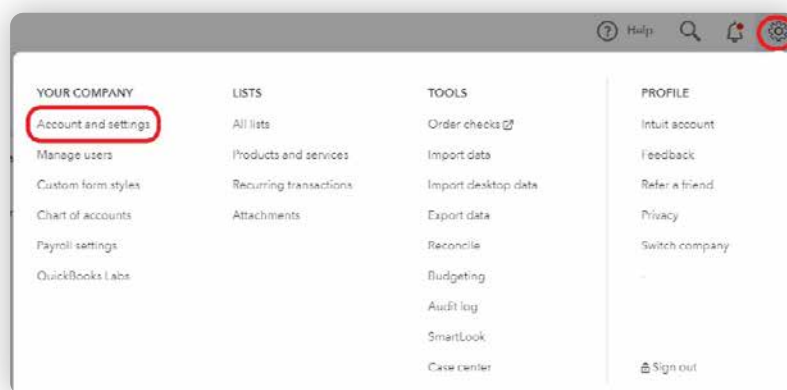 Help
YOUR COMPANY
Account and settings
Manage users
Custom form styles
Chart of accounts
Payroll settings
QuickBooks Labs
LISTS
All lists
Products and services
Recurring transactions
Attachments
TOOLS
Order checks
Import data
Import desktop data
Export data
Reconcile
Budgeting
Audit log
SmartLook
Case center
PROFILE
Intuit account
Feedback
Refer a friend
Privacy
Switch company
-
Sign out